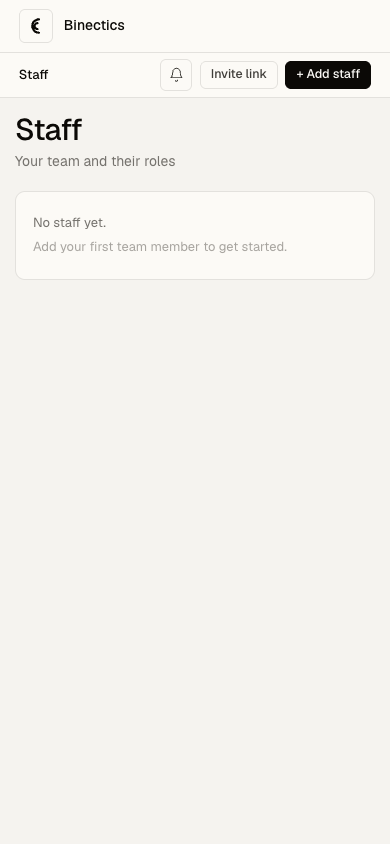 Binectics
Staff
Invite link
+ Add staff
Staff
Your team and their roles
No staff yet.
Add your first team member to get started.